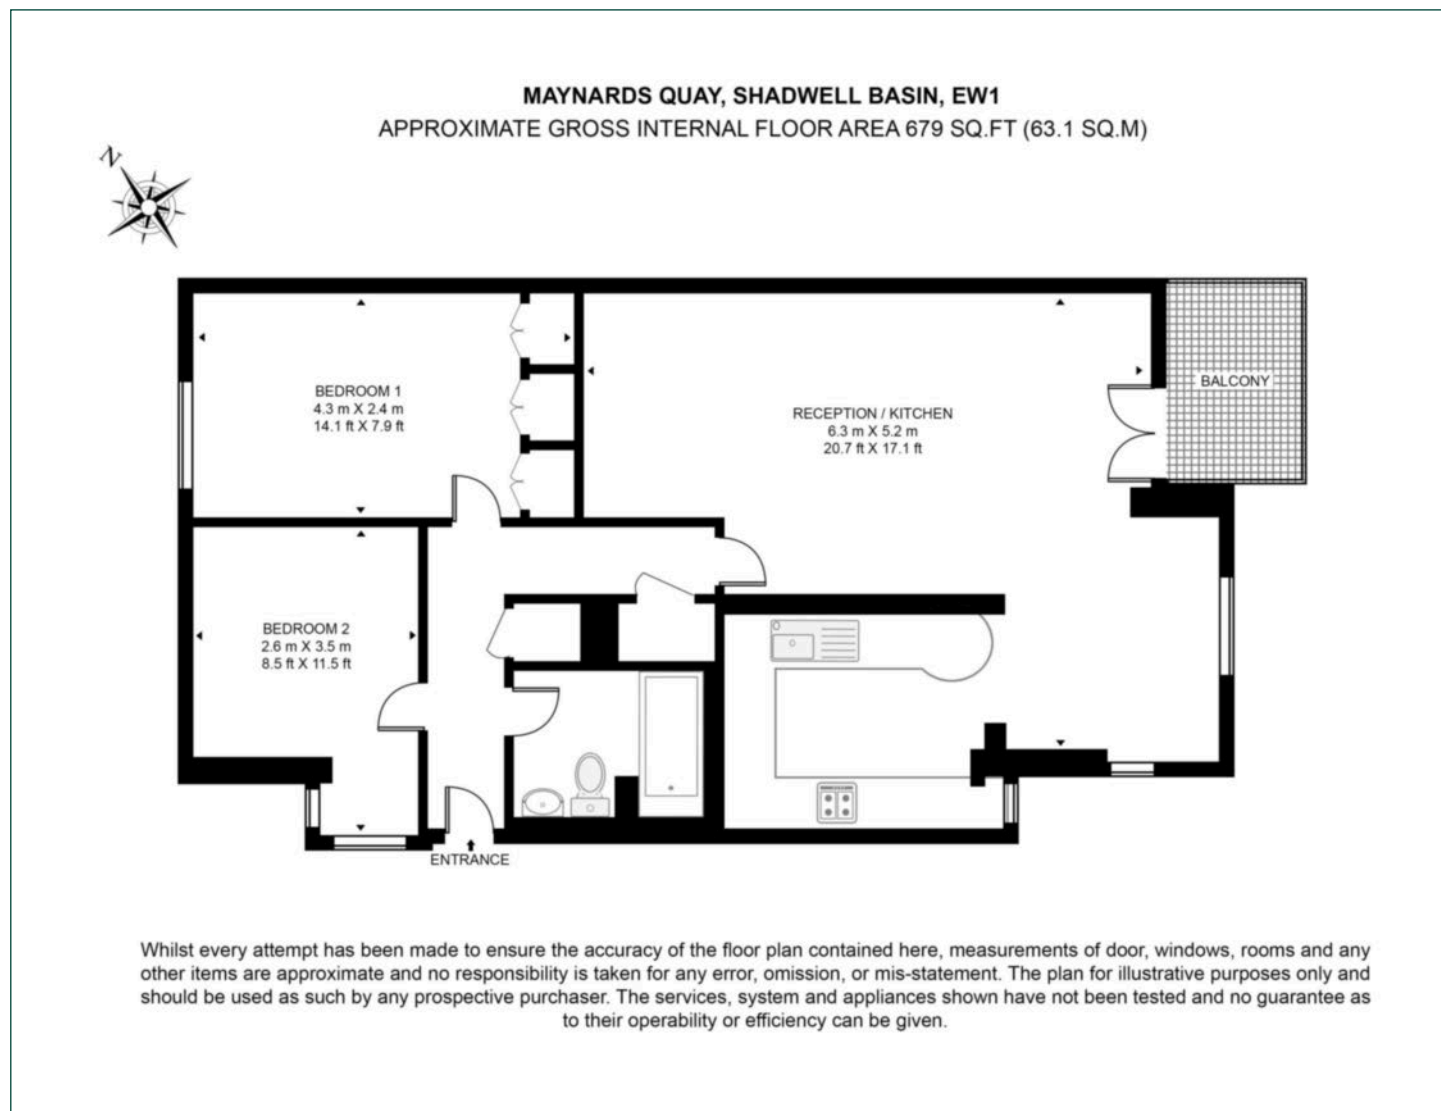 MAYNARDS QUAY, SHADWELL BASIN, EW1
APPROXIMATE GROSS INTERNAL FLOOR AREA 679 SQ.FT (63.1 SQ.M)
N
BEDROOM 1
4.3 m X 2.4 m
14.1 ft X 7.9 ft
RECEPTION / KITCHEN
6.3 m X 5.2 m
20.7 ft X 17.1 ft
BALCONY
BEDROOM 2
2.6 m X 3.5 m
8.5 ft X 11.5 ft
ENTRANCE
Whilst every attempt has been made to ensure the accuracy of the floor plan contained here, measurements of door, windows, rooms and any
other items are approximate and no responsibility is taken for any error, omission, or mis-statement. The plan for illustrative purposes only and
should be used as such by any prospective purchaser. The services, system and appliances shown have not been tested and no guarantee as
to their operability or efficiency can be given.